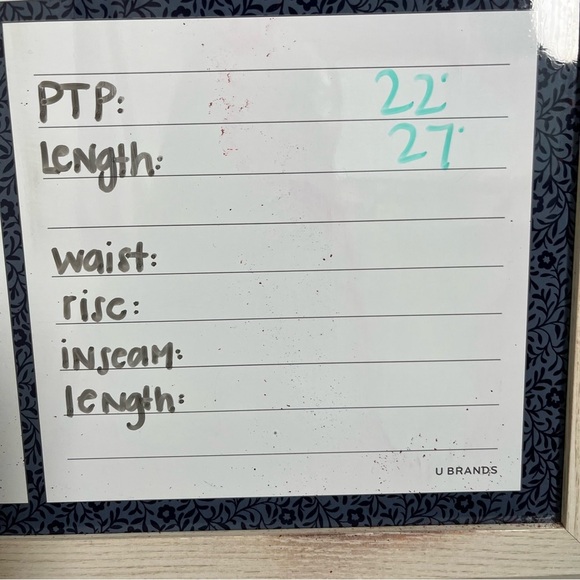 PTP: 22"
Length: 27"
waist:
rise:
inseam:
length:
U BRANDS